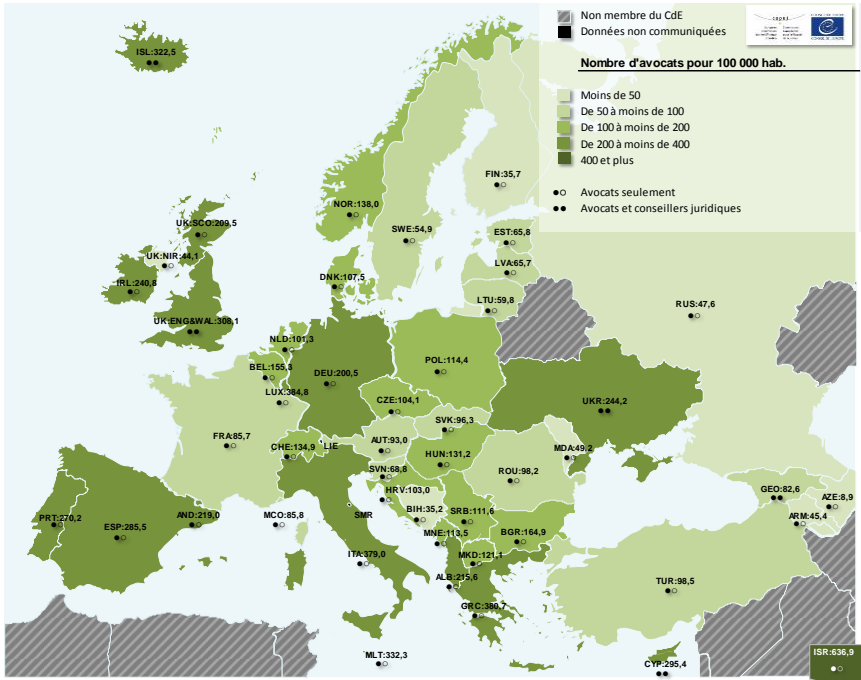 Non membre du CdE
Données non communiquées
Nombre d'avocats pour 100 000 hab.
Moins de 50
De 50 à moins de 100
De 100 à moins de 200
De 200 à moins de 400
400 et plus
Avocats seulement
Avocats et conseillers juridiques
ISL:322,5
FIN:35,7
NOR:138,0
UK:SCO:209,5
SWE:54,9
EST:65,8
UK:NIR:44,1
LVA:65,7
DNK:107,5
IRL:240,8
LTU:59,8
RUS:47,6
UK:ENG&WAL:308,1
NLD:101,3
POL:114,4
BEL:155,3
DEU:200,5
LUX:384,8
CZE:104,1
UKR:244,2
SVK:96,3
FRA:85,7
AUT:93,0
LIE
CHE:134,9
MDA:49,2
HUN:131,2
SVN:68,8
ROU:98,2
GEO:82,6
HRV:103,0
AZE:8,9
BIH:35,2
SRB:111,6
ARM:45,4
PRT:270,2
AND:219,0
MCO:85,8
SMR
ESP:285,5
MNE:113,5
BGR:164,9
ITA:379,0
MKD:121,1
ALB:215,6
TUR:98,5
GRC:380,7
MLT:332,3
CYP:295,4
ISR:636,9